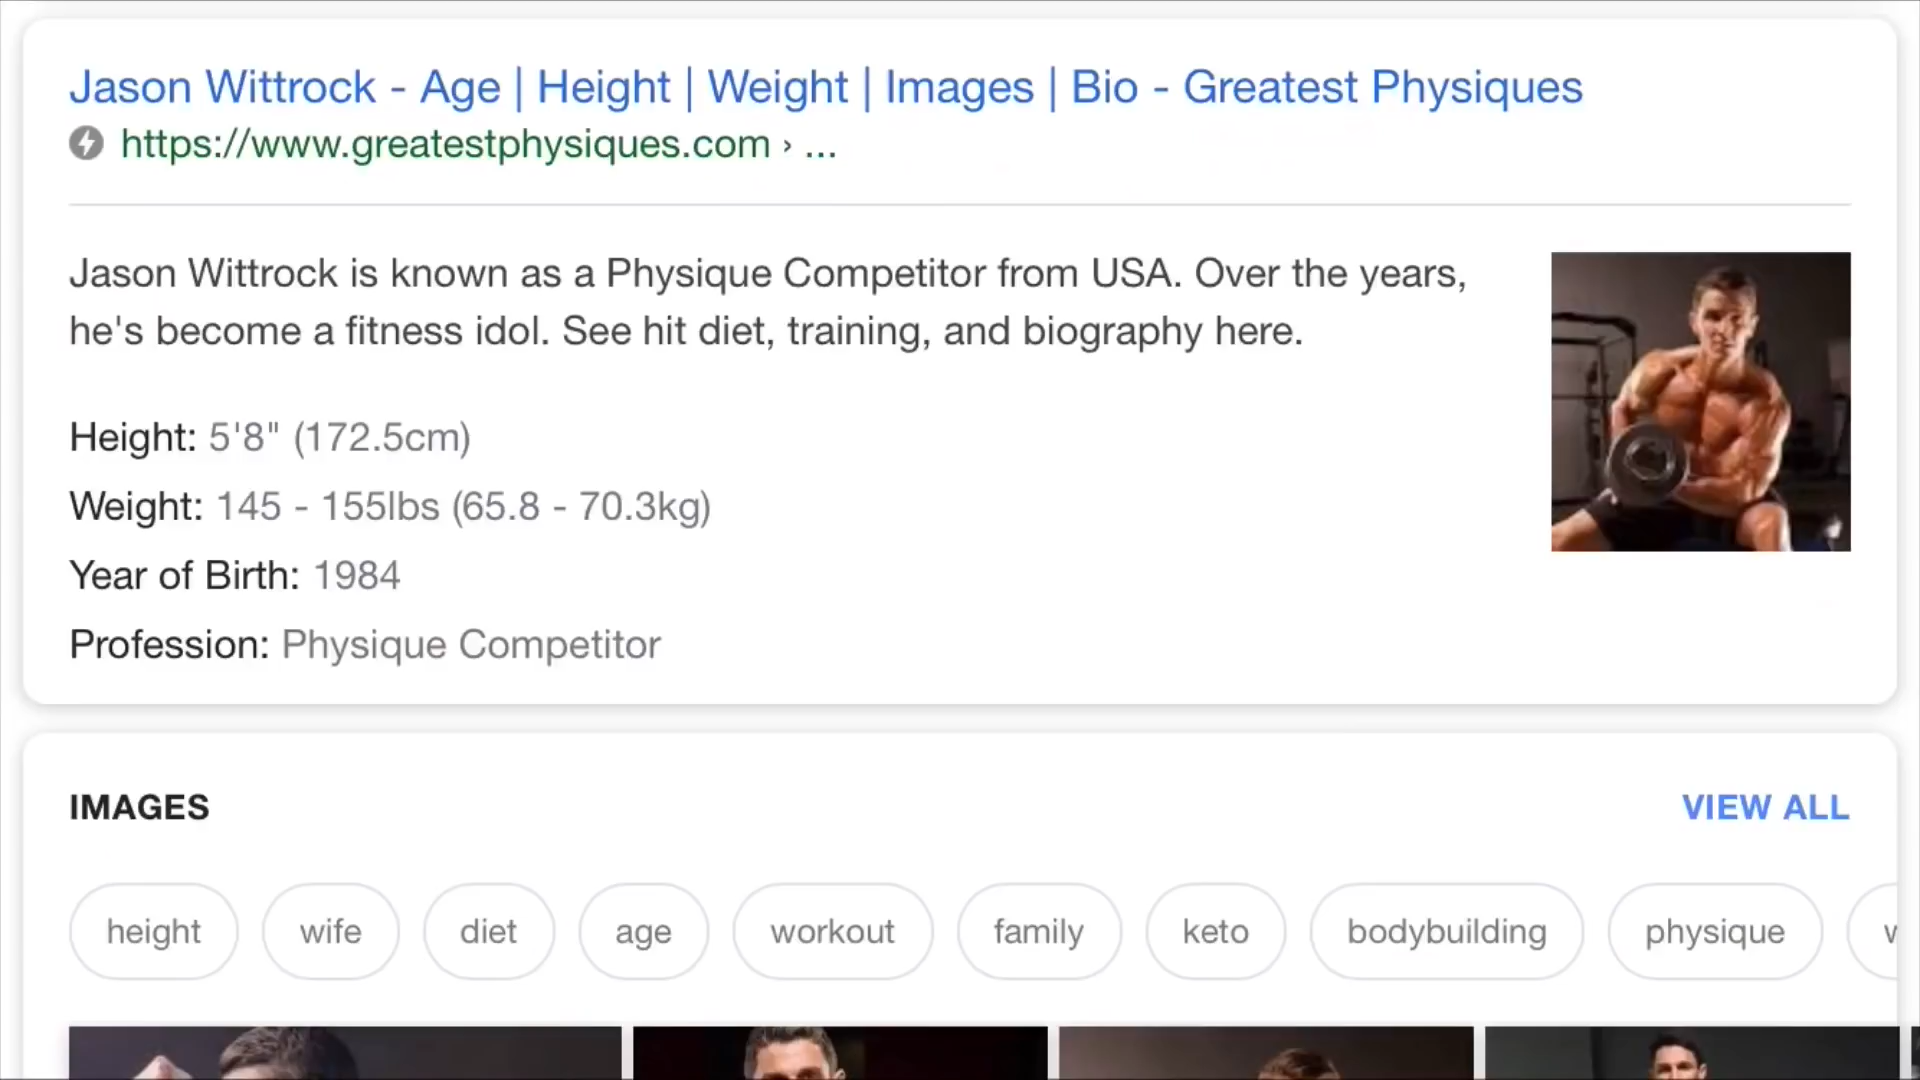 Jason Wittrock - Age | Height | Weight | Images | Bio - Greatest Physiques
https://www.greatestphysiques.com › ...
Jason Wittrock is known as a Physique Competitor from USA. Over the years,
he's become a fitness idol. See hit diet, training, and biography here.
Height: 5'8" (172.5cm)
Weight: 145 - 155lbs (65.8 - 70.3kg)
Year of Birth: 1984
Profession: Physique Competitor
IMAGES VIEW ALL
height wife diet age workout family keto bodybuilding physique